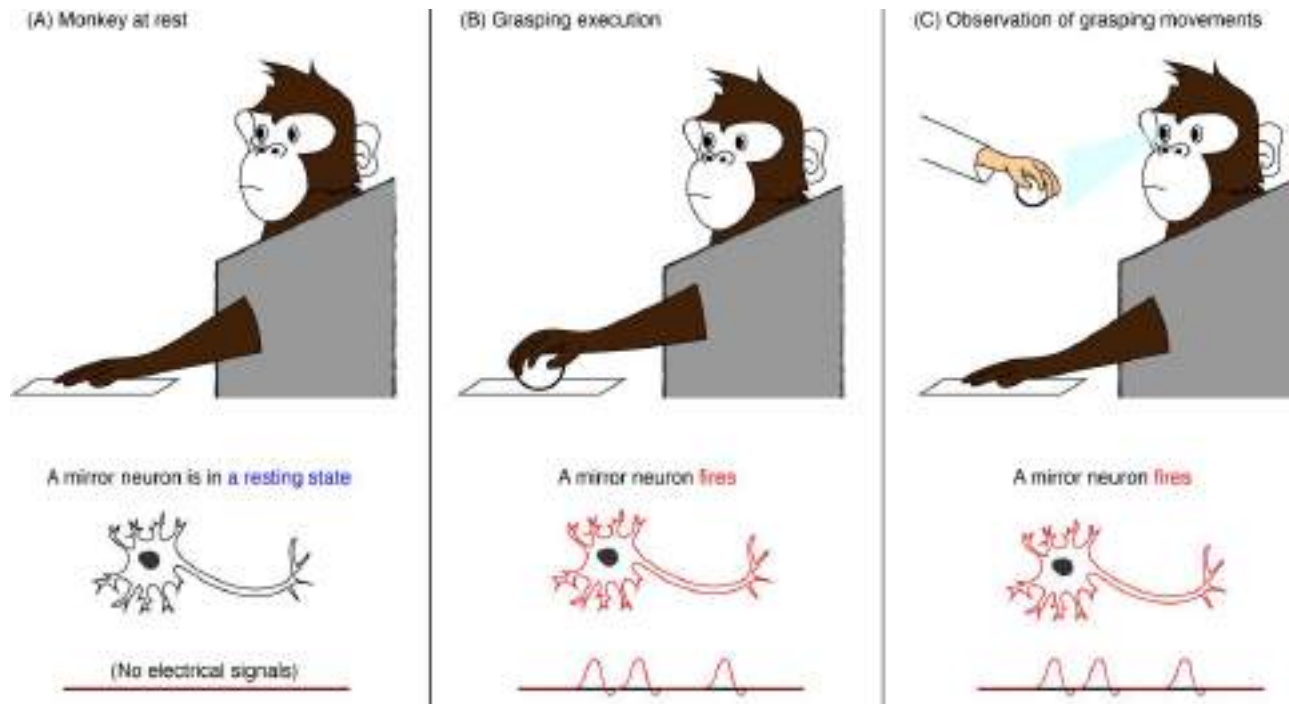 (A) Monkey at rest
(B) Grasping execution
(C) Observation of grasping movements
A mirror neuron is in a resting state
A mirror neuron fires
A mirror neuron fires
(No electrical signals)